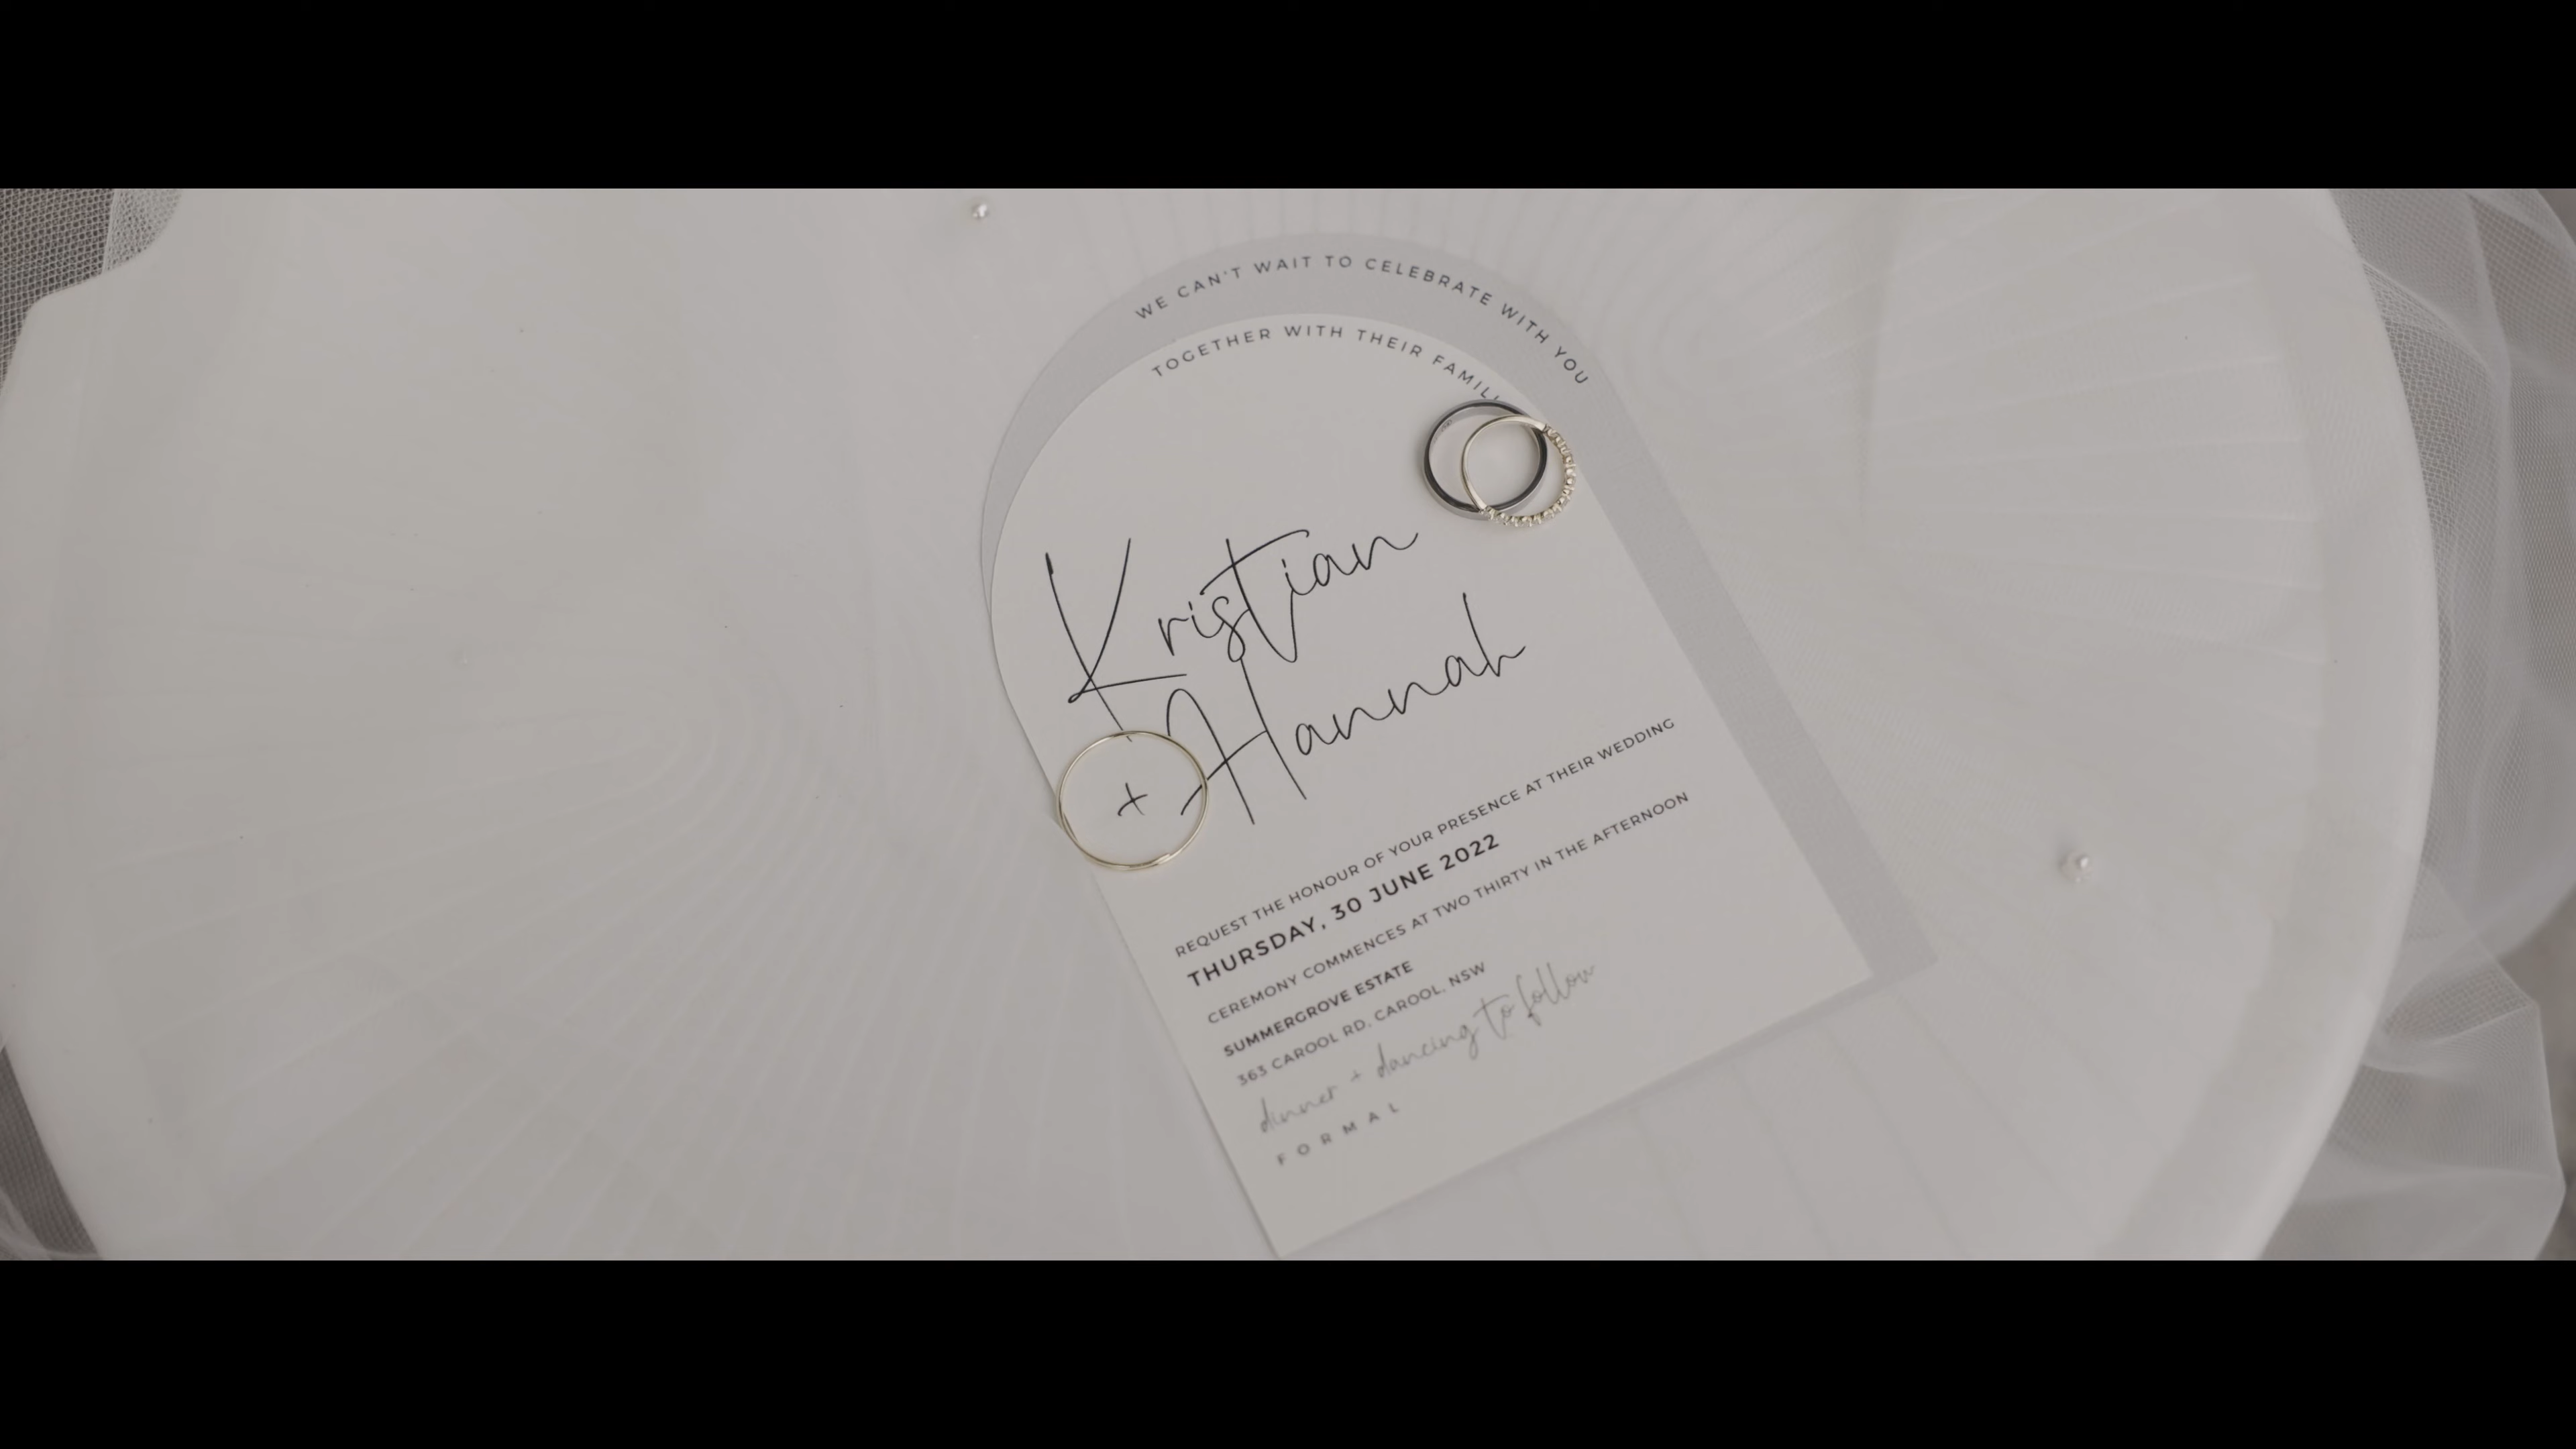 WE CAN'T WAIT TO CELEBRATE WITH YOU
TOGETHER WITH THEIR
Kristian
+ Hannah
REQUEST THE HONOUR OF YOUR PRESENCE AT THEIR WEDDING
THURSDAY, 30 JUNE 2022
CEREMONY COMMENCES AT TWO THIRTY IN THE AFTERNOON
SUMMERGROVE ESTATE
363 CAROOL RD, CAROOL, NSW
dinner + dancing to follow
FORMAL